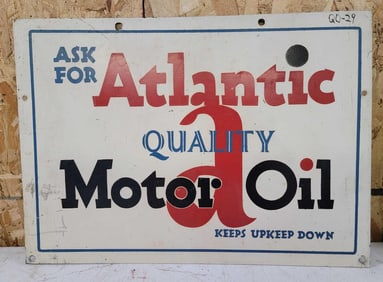 QC-29
ASK
FOR
Atlantic
QUALITY
a
Motor Oil
KEEPS UPKEEP DOWN